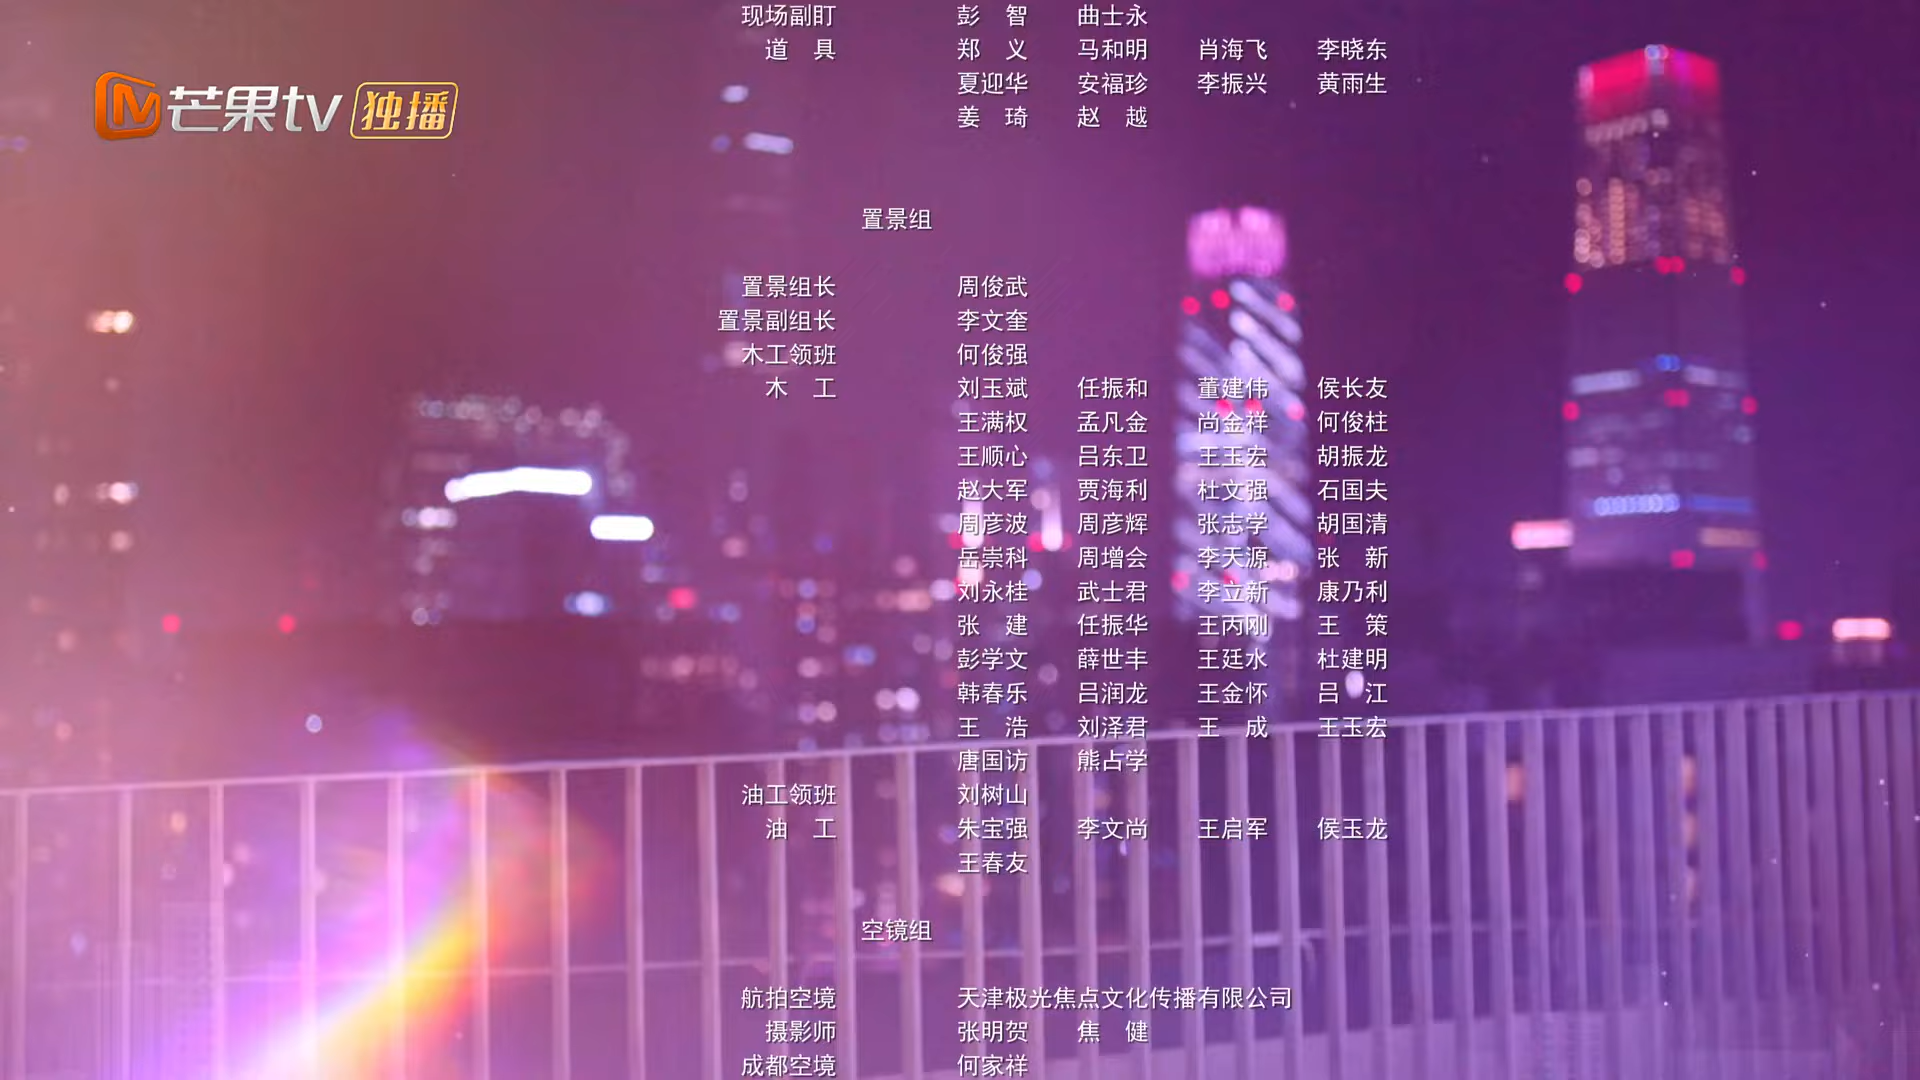 现场副盯 彭 智 曲士永
道 具 郑 义 马和明 肖海飞 李晓东
夏迎华 安福珍 李振兴 黄雨生
姜 琦 赵 越
芒果tv 独播
置景组
置景组长 周俊武
置景副组长 李文奎
木工领班 何俊强
木 工 刘玉斌 任振和 董建伟 侯长友
王满权 孟凡金 尚金祥 何俊柱
王顺心 吕东卫 王玉宏 胡振龙
赵大军 贾海利 杜文强 石国夫
周彦波 周彦辉 张志学 胡国清
岳崇科 周增会 李天源 张 新
刘永桂 武士君 李立新 康乃利
张 建 任振华 王丙刚 王 策
彭学文 薛世丰 王廷水 杜建明
韩春乐 吕润龙 王金怀 吕 江
王 浩 刘泽君 王 成 王玉宏
唐国访 熊占学
油工领班 刘树山
油 工 朱宝强 李文尚 王启军 侯玉龙
王春友
空镜组
航拍空境 天津极光焦点文化传播有限公司
摄影师 张明贺 焦 健
成都空境 何家祥